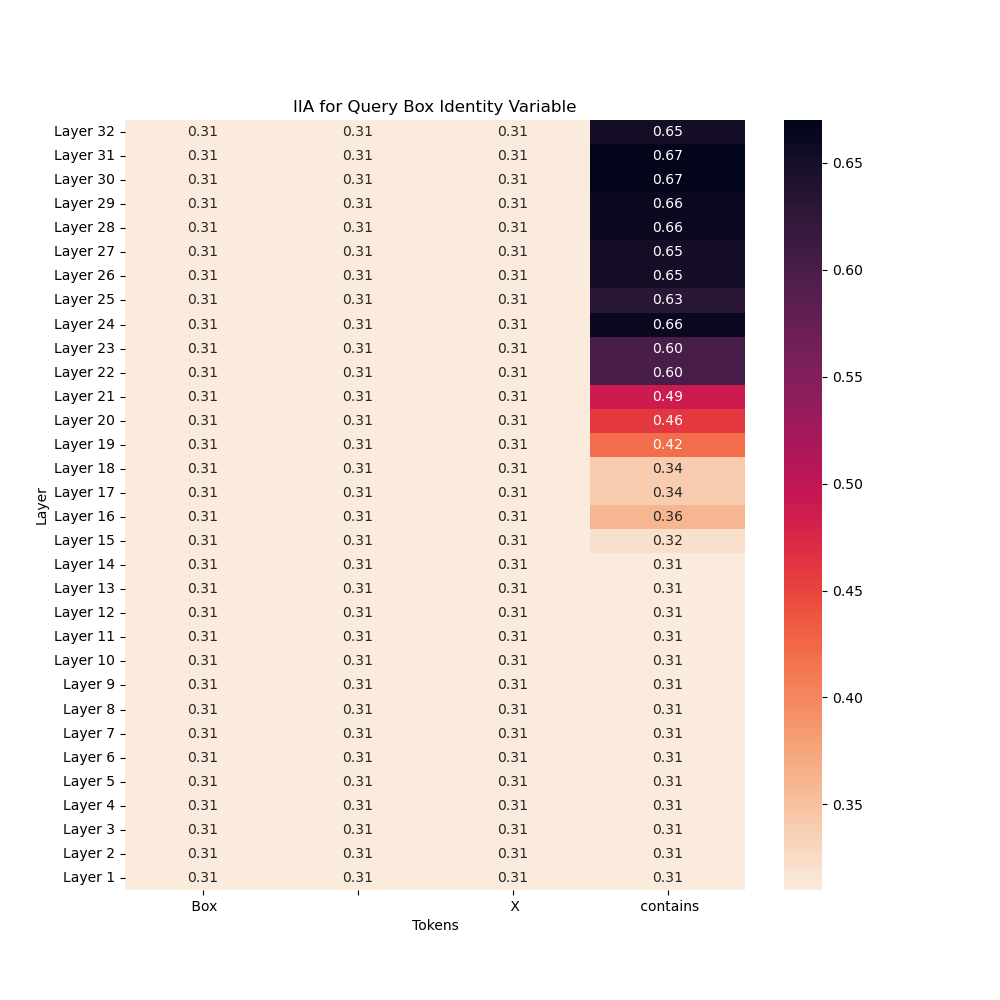 IIA for Query Box Identity Variable
Layer 32 0.31 0.31 0.31 0.65
Layer 31 0.31 0.31 0.31 0.67
Layer 30 0.31 0.31 0.31 0.67
Layer 29 0.31 0.31 0.31 0.66
Layer 28 0.31 0.31 0.31 0.66
Layer 27 0.31 0.31 0.31 0.65
Layer 26 0.31 0.31 0.31 0.65
Layer 25 0.31 0.31 0.31 0.63
Layer 24 0.31 0.31 0.31 0.66
Layer 23 0.31 0.31 0.31 0.60
Layer 22 0.31 0.31 0.31 0.60
Layer 21 0.31 0.31 0.31 0.49
Layer 20 0.31 0.31 0.31 0.46
Layer 19 0.31 0.31 0.31 0.42
Layer 18 0.31 0.31 0.31 0.34
Layer 17 0.31 0.31 0.31 0.34
Layer 16 0.31 0.31 0.31 0.36
Layer 15 0.31 0.31 0.31 0.32
Layer 14 0.31 0.31 0.31 0.31
Layer 13 0.31 0.31 0.31 0.31
Layer 12 0.31 0.31 0.31 0.31
Layer 11 0.31 0.31 0.31 0.31
Layer 10 0.31 0.31 0.31 0.31
Layer 9 0.31 0.31 0.31 0.31
Layer 8 0.31 0.31 0.31 0.31
Layer 7 0.31 0.31 0.31 0.31
Layer 6 0.31 0.31 0.31 0.31
Layer 5 0.31 0.31 0.31 0.31
Layer 4 0.31 0.31 0.31 0.31
Layer 3 0.31 0.31 0.31 0.31
Layer 2 0.31 0.31 0.31 0.31
Layer 1 0.31 0.31 0.31 0.31
Box X contains
Tokens
Layer
0.65
0.60
0.55
0.50
0.45
0.40
0.35